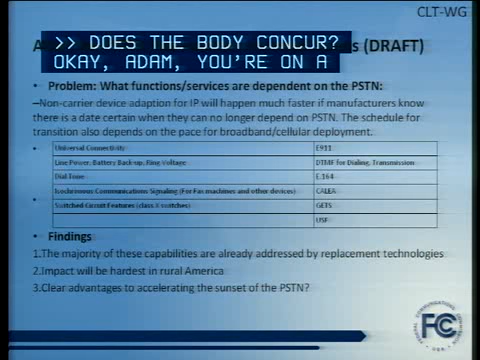 CLT-WG
>> DOES THE BODY CONCUR?
s (DRAFT)
OKAY, ADAM, YOU'RE ON A
• Problem: What functions/services are dependent on the PSTN:
–Non-carrier device adaption for IP will happen much faster if manufacturers know
there is a date certain when they can no longer depend on PSTN. The schedule for
transition also depends on the pace for broadband/cellular deployment.
Universal Connectivity E911
Line Power, Battery Back-up, Ring Voltage DTMF for Dialing, Transmission
Dial Tone E.164
Isochronous Communications Signaling (For Fax machines and other devices) CALEA
Switched Circuit Features (class X switches) GETS
USF
• Findings
1.The majority of these capabilities are already addressed by replacement technologies
2.Impact will be hardest in rural America
3.Clear advantages to accelerating the sunset of the PSTN?
FCC